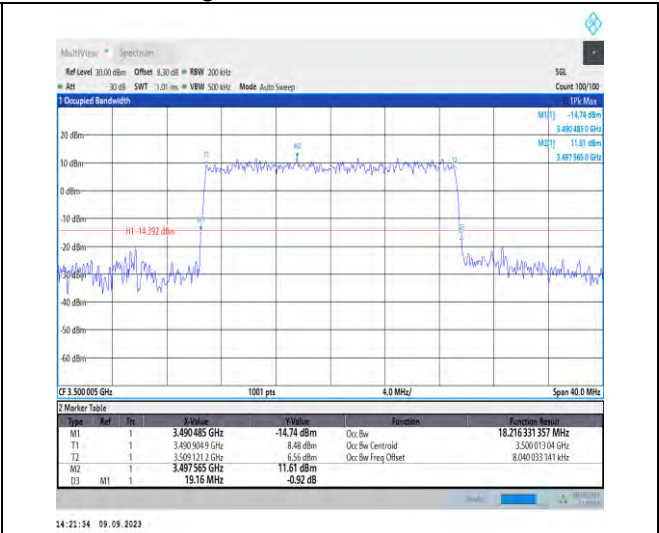 MultiView Spectrum
Ref Level 30.00 dBm Offset 8.30 dB RBW 200 kHz SGL
Att 30 dB SWT 1.01 ms VBW 500 kHz Mode Auto Sweep Count 100/100
1 Occupied Bandwidth 1Pk Max
M1[1] -14.74 dBm
3.490 485 0 GHz
M2[1] 11.61 dBm
3.497 565 0 GHz
20 dBm
M2
T1
T2
10 dBm
0 dBm
-10 dBm
M1
H1 -14.392 dBm
-20 dBm
-30 dBm
-40 dBm
-50 dBm
-60 dBm
CF 3.500 005 GHz 1001 pts 4.0 MHz/ Span 40.0 MHz
2 Marker Table
Type Ref Trc X-Value Y-Value Function Function Result
M1 1 3.490485 GHz -14.74 dBm Occ Bw 18.216 331 357 MHz
T1 1 3.490 904 9 GHz 8.48 dBm Occ Bw Centroid 3.500 013 04 GHz
T2 1 3.509 121 2 GHz 6.56 dBm Occ Bw Freq Offset 8.040 033 141 kHz
M2 1 3.497565 GHz 11.61 dBm
D3 M1 1 19.16 MHz -0.92 dB
14:21:34 09.09.2023